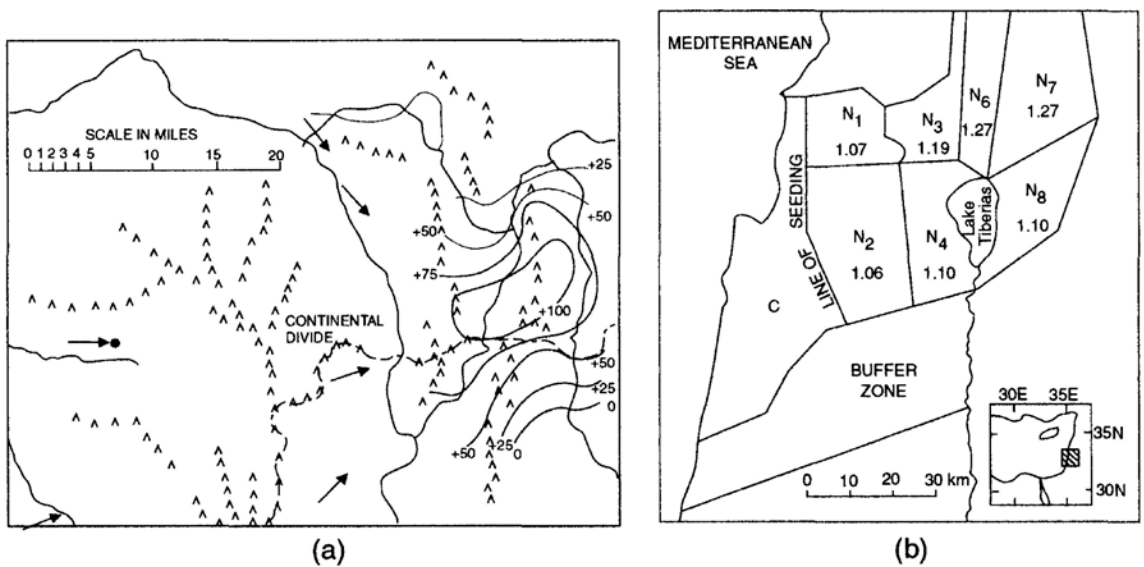 SCALE IN MILES
0 1 2 3 4 5 10 15 20
+25
+50
+50
+75
+100
CONTINENTAL
DIVIDE
+50
+25
0
+50
+25
0
(a)
MEDITERRANEAN
SEA
N1
1.07
N3
1.19
N6
1.27
N7
1.27
N8
1.10
N2
1.06
N4
1.10
Lake
Tiberias
LINE OF SEEDING
C
BUFFER
ZONE
0 10 20 30 km
30E 35E
35N
30N
(b)